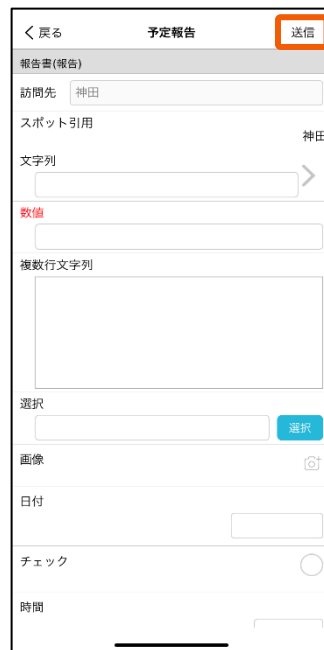 戻る 予定報告 送信
報告書(報告)
訪問先 神田
スポット引用
神田
文字列
数値
複数行文字列
選択
選択
画像
日付
チェック
時間